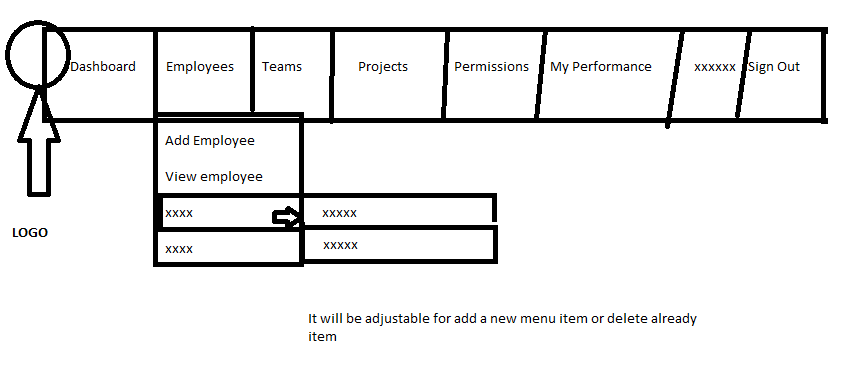 Dashboard Employees Teams Projects Permissions My Performance xxxxxx Sign Out
Add Employee
View employee
xxxx xxxxx
LOGO
xxxx xxxxx
It will be adjustable for add a new menu item or delete already
item